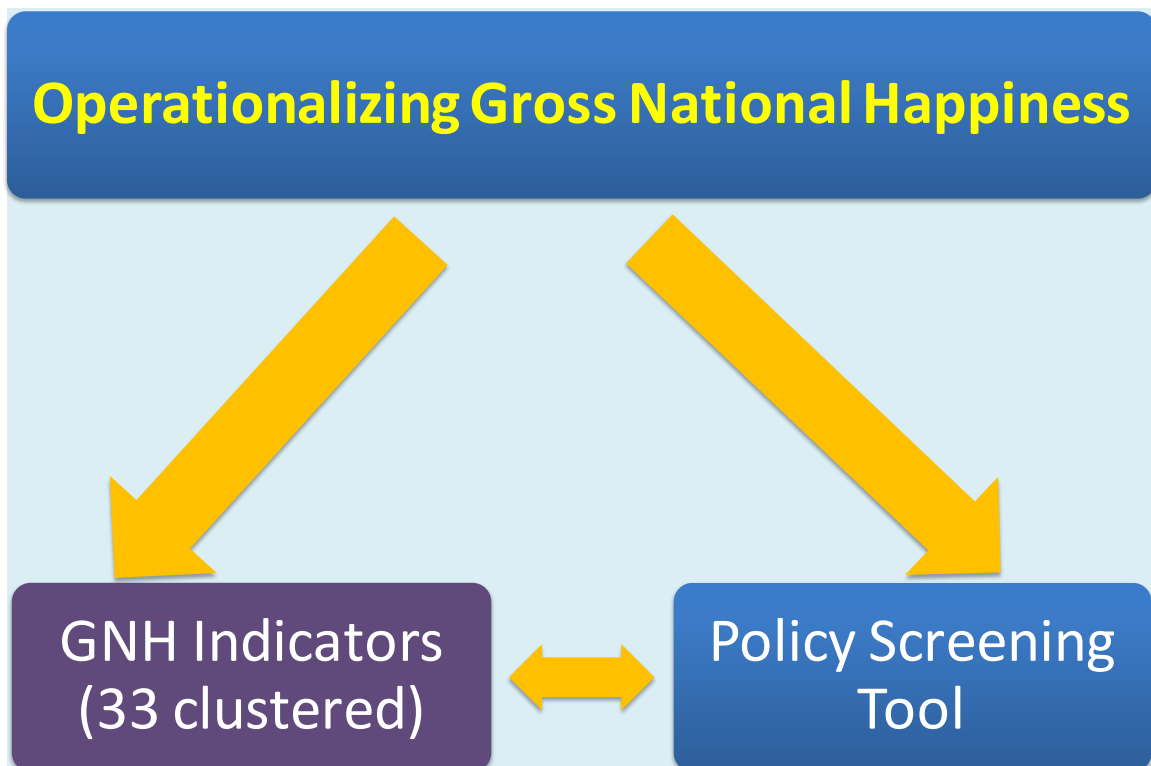 Operationalizing Gross National Happiness
GNH Indicators
(33 clustered)
Policy Screening
Tool